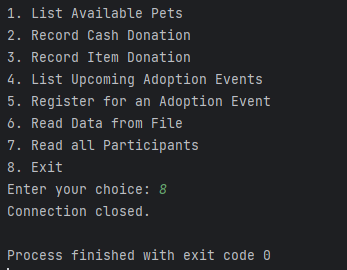 1. List Available Pets
2. Record Cash Donation
3. Record Item Donation
4. List Upcoming Adoption Events
5. Register for an Adoption Event
6. Read Data from File
7. Read all Participants
8. Exit
Enter your choice: 8
Connection closed.
Process finished with exit code 0